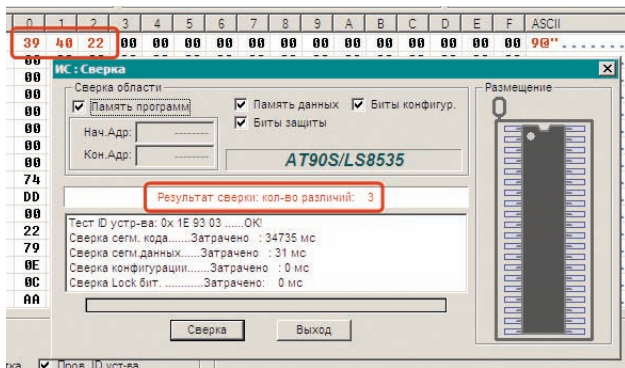 0 1 2 3 4 5 6 7 8 9 A B C D E F ASCII
39 40 22 00 00 00 00 00 00 00 00 00 00 00 00 00 9@".......
00
00
00
00
00
00
00
74
DD
00
22
79
0E
0C
AA
ИС : Сверка
Сверка области
Память программ
Память данных
Биты конфигур.
Биты защиты
Нач.Адр: --------
Кон.Адр: --------
AT90S/LS8535
Размещение
Результат сверки: кол-во различий: 3
Тест ID устр-ва: 0x 1E 93 03 ......OK!
Сверка сегм. кода.......Затрачено : 34735 мс
Сверка сегм.данных.....Затрачено : 31 мс
Сверка конфигурации.......Затрачено : 0 мс
Сверка Lock бит. ............Затрачено: 0 мс
Сверка
Выход
Пров. ID уст-ва